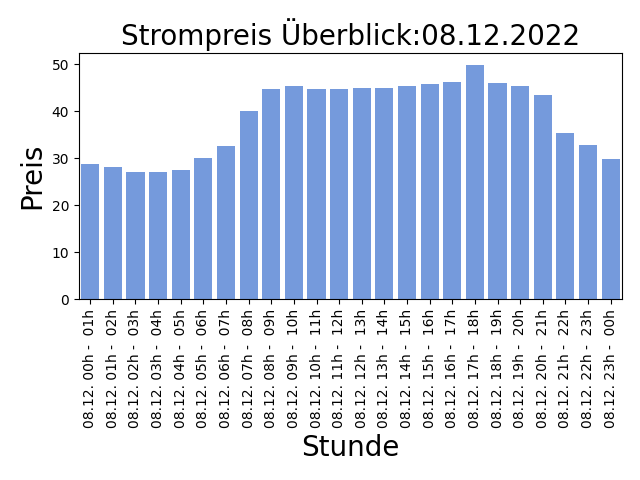 Strompreis Überblick:08.12.2022
Preis
50
40
30
20
10
0
08.12. 00h -   01h
08.12. 01h -   02h
08.12. 02h -   03h
08.12. 03h -   04h
08.12. 04h -   05h
08.12. 05h -   06h
08.12. 06h -   07h
08.12. 07h -   08h
08.12. 08h -   09h
08.12. 09h -   10h
08.12. 10h -   11h
08.12. 11h -   12h
08.12. 12h -   13h
08.12. 13h -   14h
08.12. 14h -   15h
08.12. 15h -   16h
08.12. 16h -   17h
08.12. 17h -   18h
08.12. 18h -   19h
08.12. 19h -   20h
08.12. 20h -   21h
08.12. 21h -   22h
08.12. 22h -   23h
08.12. 23h -   00h
Stunde